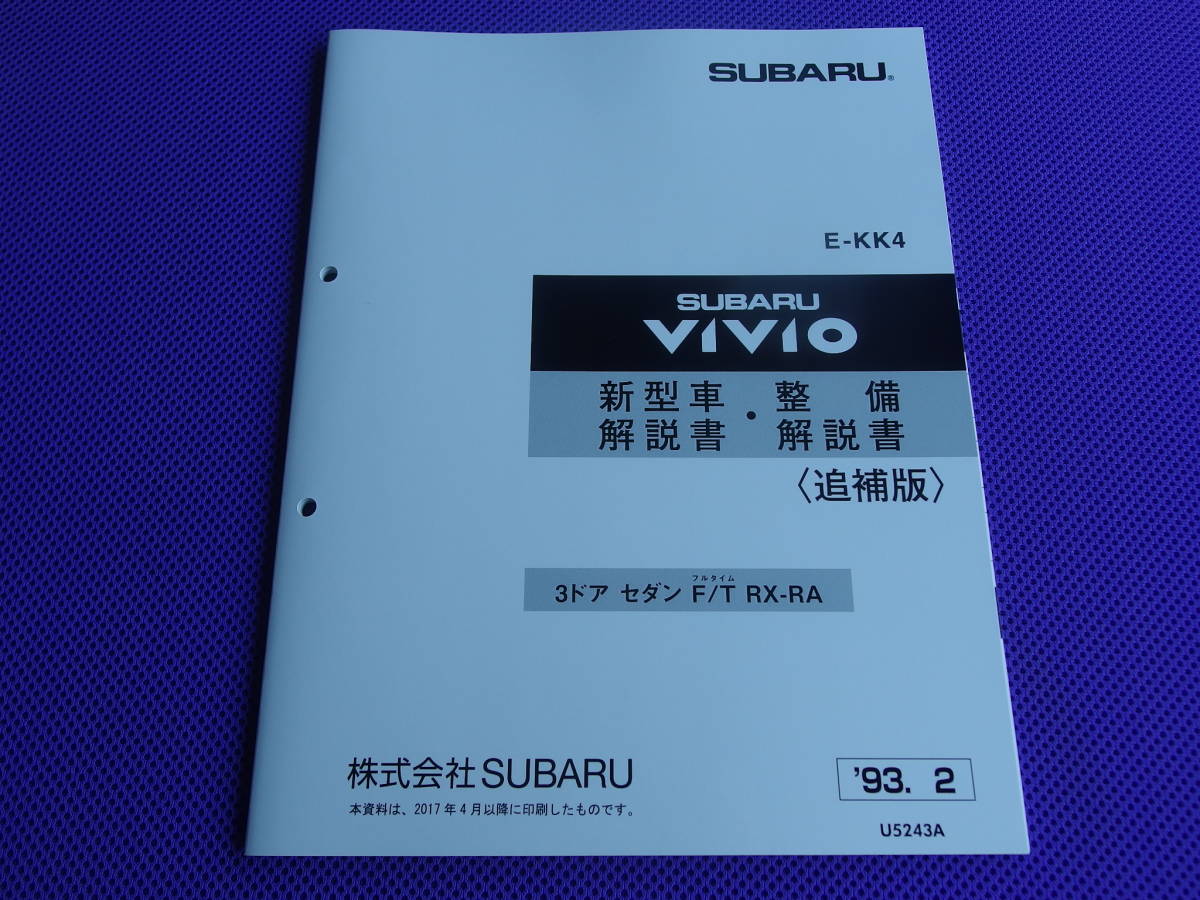 SUBARU®
E-KK4
SUBARU
VIVIO
新型車・整備
解説書 解説書
〈追補版〉
フルタイム
3ドア セダン F/T RX-RA
株式会社SUBARU
本資料は、2017年4月以降に印刷したものです。
'93. 2
U5243A